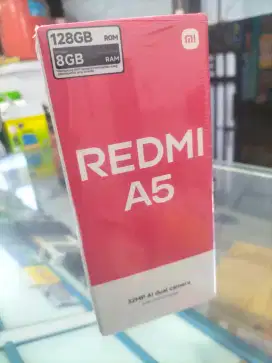 128GB ROM
8GB RAM
mi
REDMI
A5
32MP AI dual camera